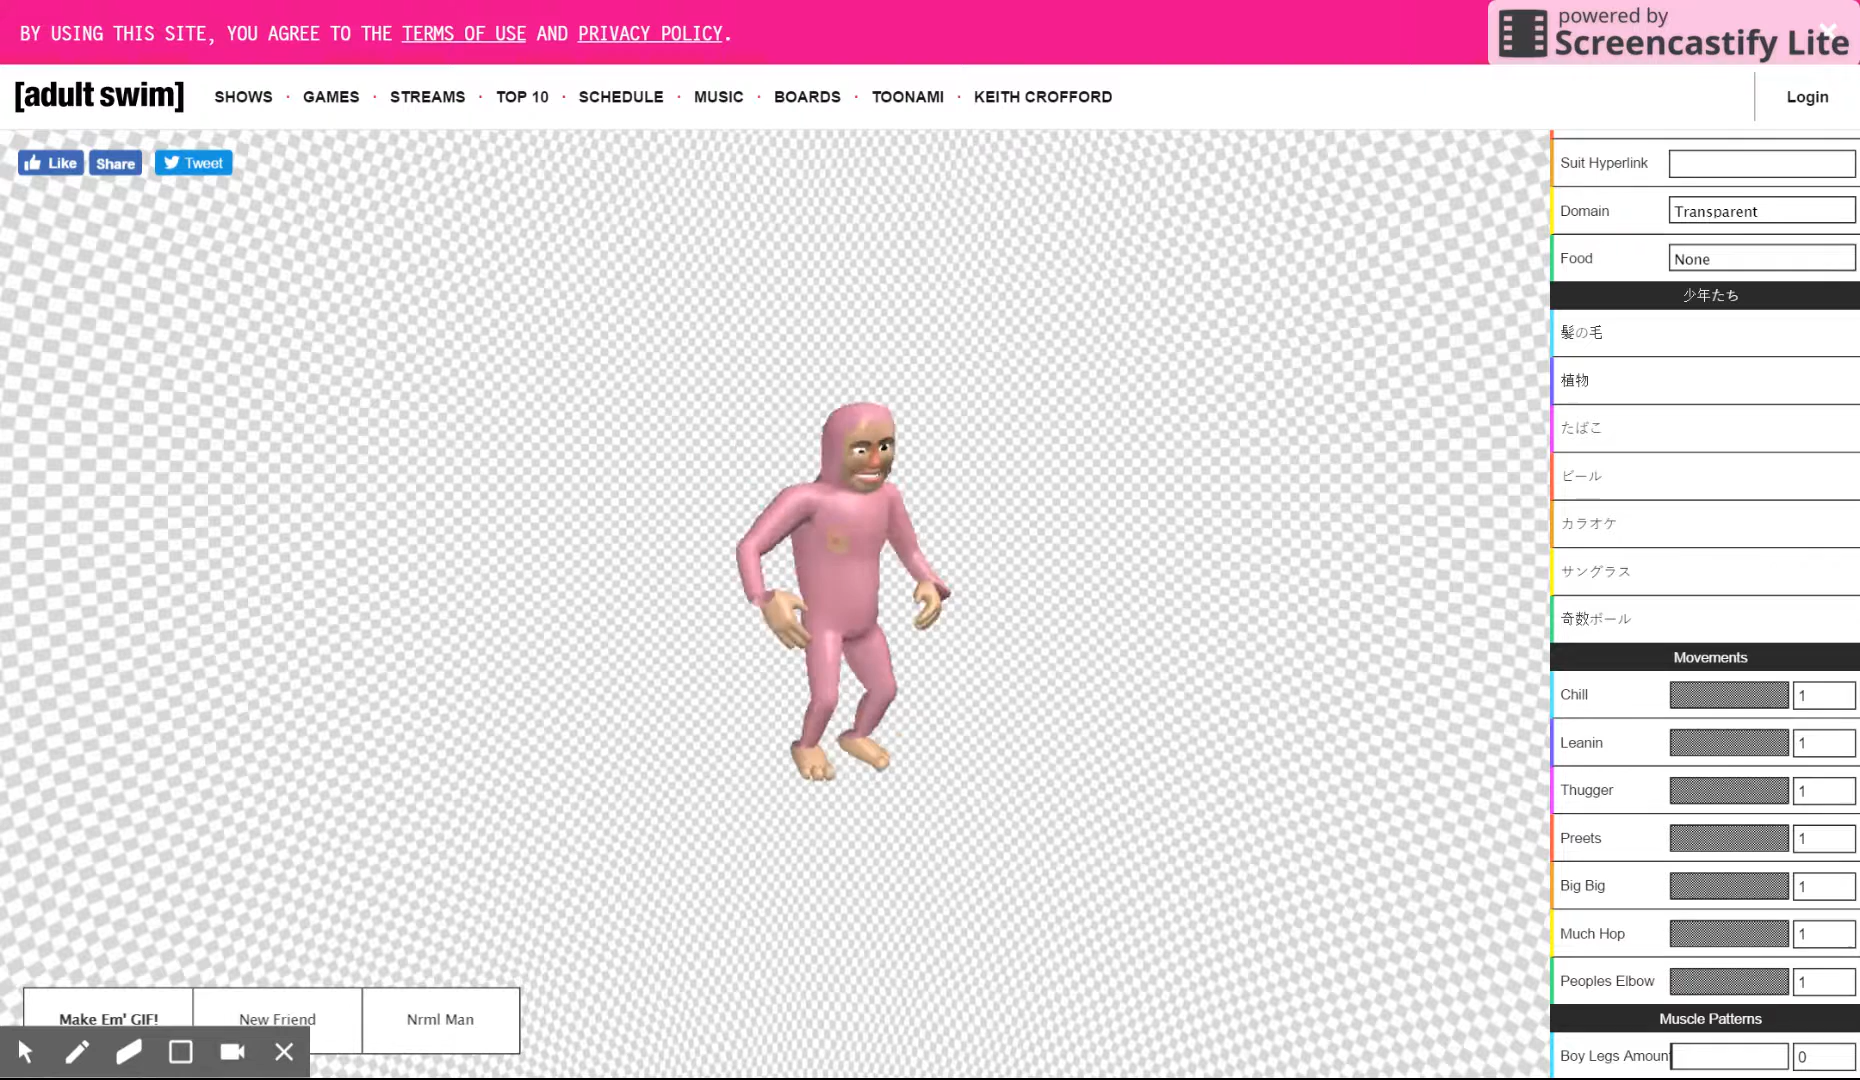 BY USING THIS SITE, YOU AGREE TO THE TERMS OF USE AND PRIVACY POLICY.
powered by
Screencastify Lite
[adult swim]
SHOWS · GAMES · STREAMS · TOP 10 · SCHEDULE · MUSIC · BOARDS · TOONAMI · KEITH CROFFORD
Login
Like
Share
Tweet
Suit Hyperlink
Domain Transparent
Food None
少年たち
髪の毛
植物
たばこ
ビール
カラオケ
サングラス
奇数ボール
Movements
Chill 1
Leanin 1
Thugger 1
Preets 1
Big Big 1
Much Hop 1
Peoples Elbow 1
Muscle Patterns
Boy Legs Amoun 0
Make Em' GIF!
New Friend
Nrml Man